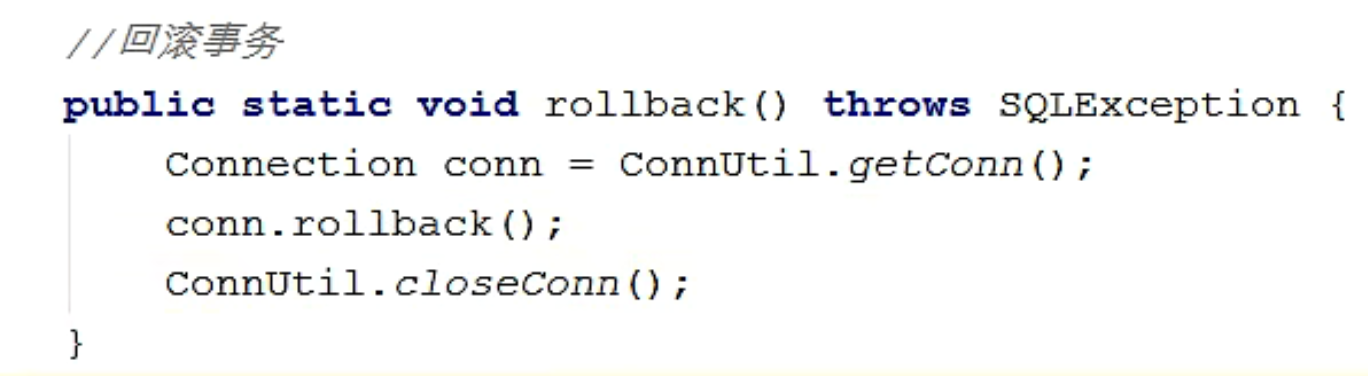 //回滚事务
public static void rollback() throws SQLException {
Connection conn = ConnUtil.getConn();
conn.rollback();
ConnUtil.closeConn();
}